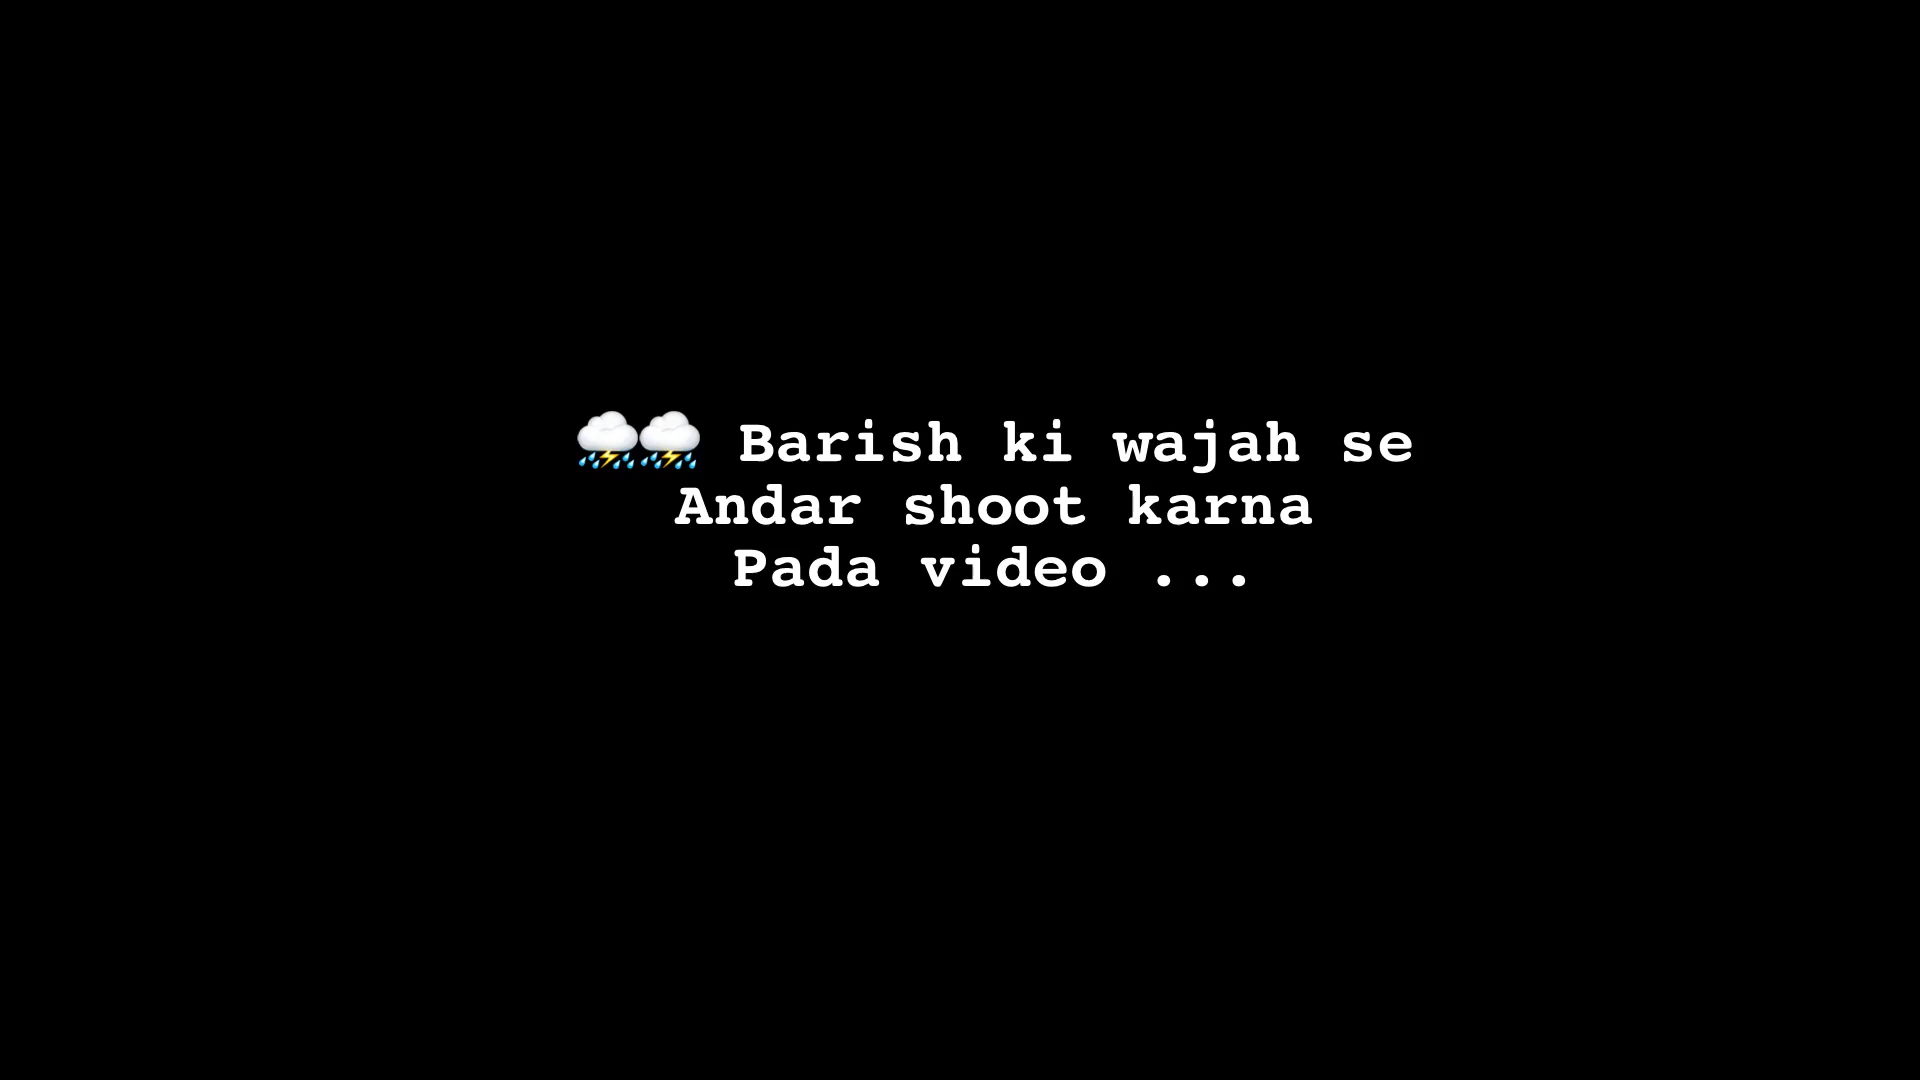 ⛈️⛈️ Barish ki wajah se
Andar shoot karna
Pada video ...